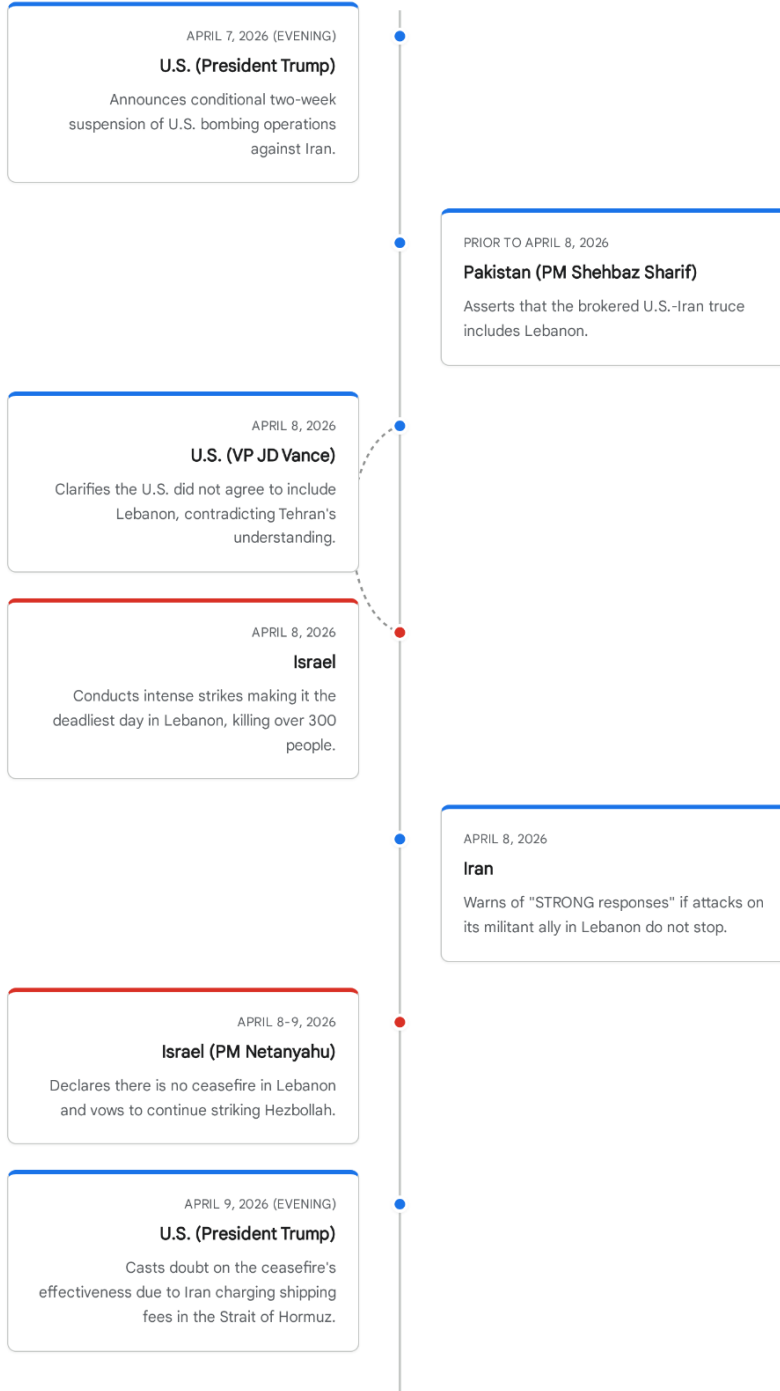 APRIL 7, 2026 (EVENING)
U.S. (President Trump)
Announces conditional two-week
suspension of U.S. bombing operations
against Iran.
PRIOR TO APRIL 8, 2026
Pakistan (PM Shehbaz Sharif)
Asserts that the brokered U.S.-Iran truce
includes Lebanon.
APRIL 8, 2026
U.S. (VP JD Vance)
Clarifies the U.S. did not agree to include
Lebanon, contradicting Tehran's
understanding.
APRIL 8, 2026
Israel
Conducts intense strikes making it the
deadliest day in Lebanon, killing over 300
people.
APRIL 8, 2026
Iran
Warns of "STRONG responses" if attacks on
its militant ally in Lebanon do not stop.
APRIL 8-9, 2026
Israel (PM Netanyahu)
Declares there is no ceasefire in Lebanon
and vows to continue striking Hezbollah.
APRIL 9, 2026 (EVENING)
U.S. (President Trump)
Casts doubt on the ceasefire's
effectiveness due to Iran charging shipping
fees in the Strait of Hormuz.